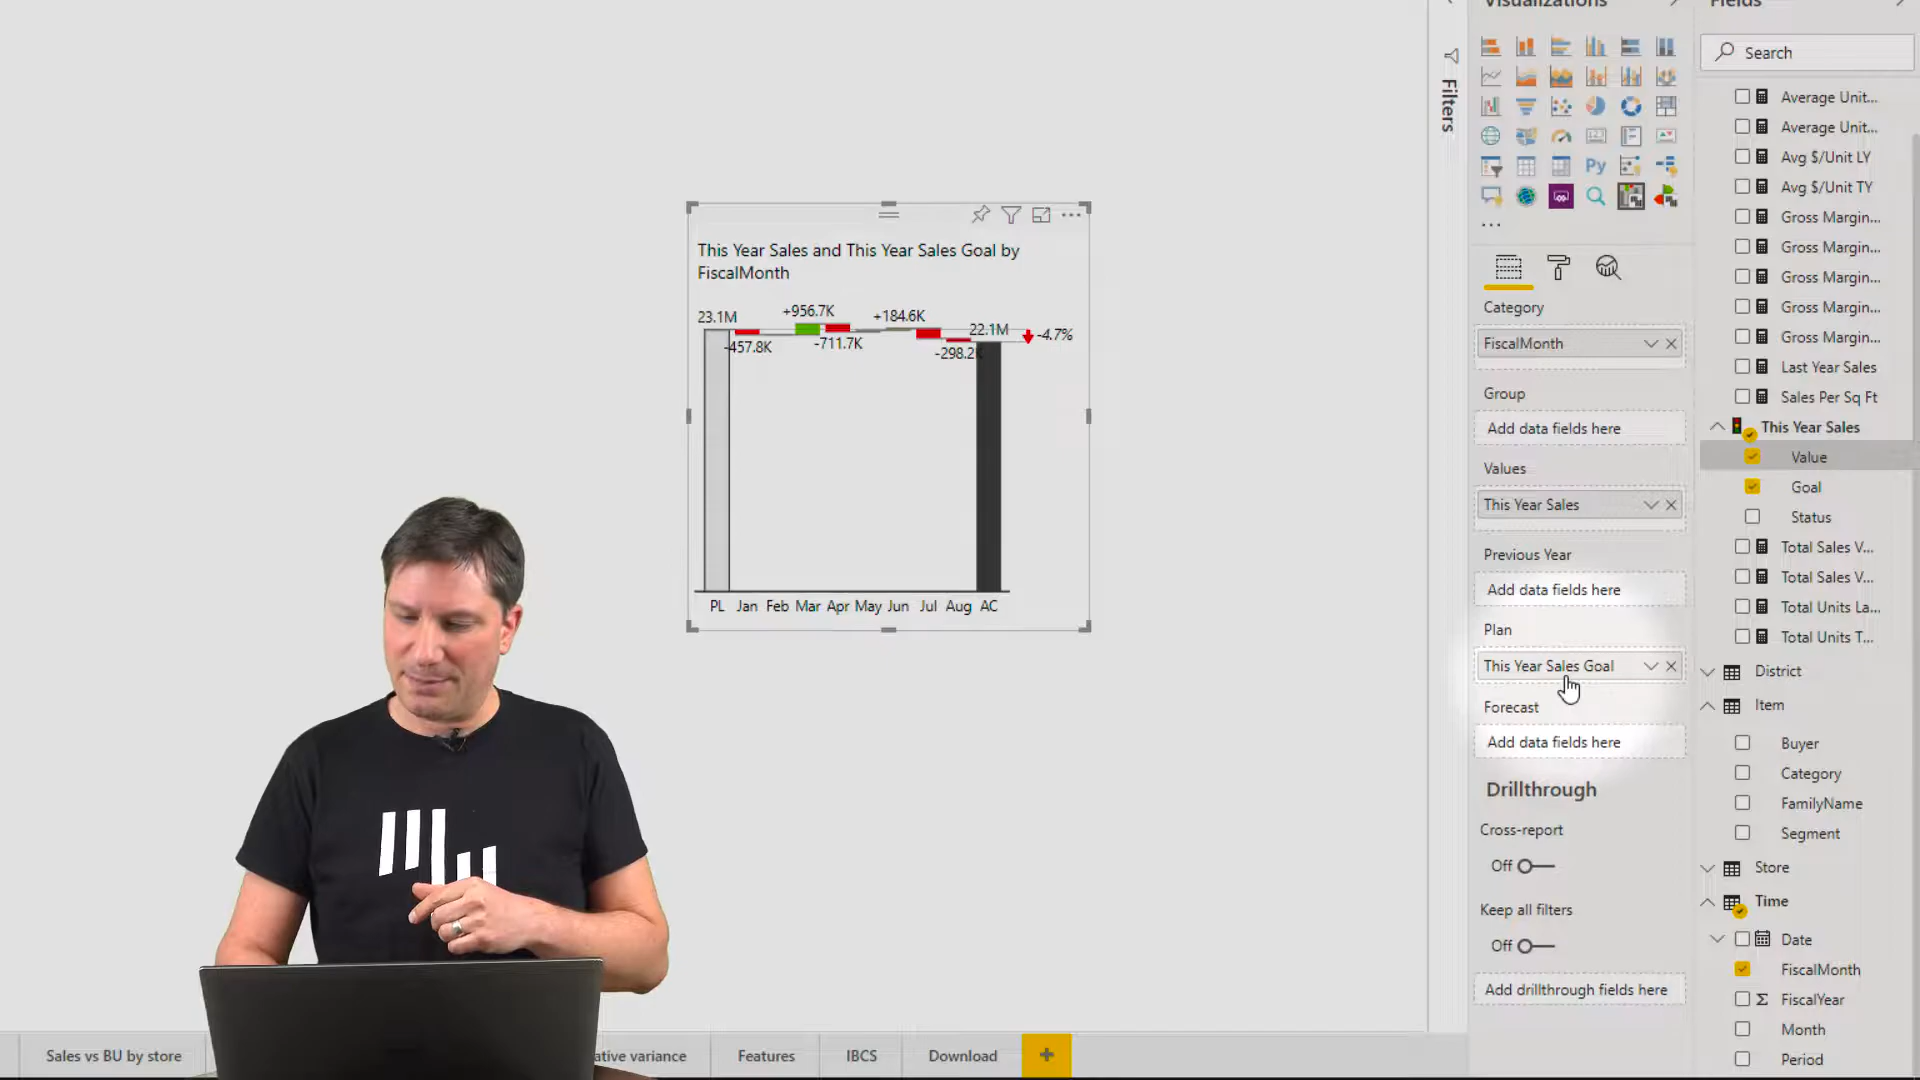 Visualizations
Fields
Search
Filters
Average Unit...
Average Unit...
Avg $/Unit LY
Avg $/Unit TY
Gross Margin...
Gross Margin...
Gross Margin...
Gross Margin...
Gross Margin...
Last Year Sales
Sales Per Sq Ft
This Year Sales
Value
Goal
Status
Total Sales V...
Total Sales V...
Total Units La...
Total Units T...
District
Item
Buyer
Category
FamilyName
Segment
Store
Time
Date
FiscalMonth
FiscalYear
Month
Period
Py
123
...
Category
FiscalMonth
Group
Add data fields here
Values
This Year Sales
Previous Year
Add data fields here
Plan
This Year Sales Goal
Forecast
Add data fields here
Drillthrough
Cross-report
Off
Keep all filters
Off
Add drillthrough fields here
This Year Sales and This Year Sales Goal by
FiscalMonth
23.1M
+956.7K
+184.6K
22.1M
-4.7%
-457.8K
-711.7K
-298.2K
PL Jan Feb Mar Apr May Jun Jul Aug AC
Sales vs BU by store
ative variance
Features
IBCS
Download
+